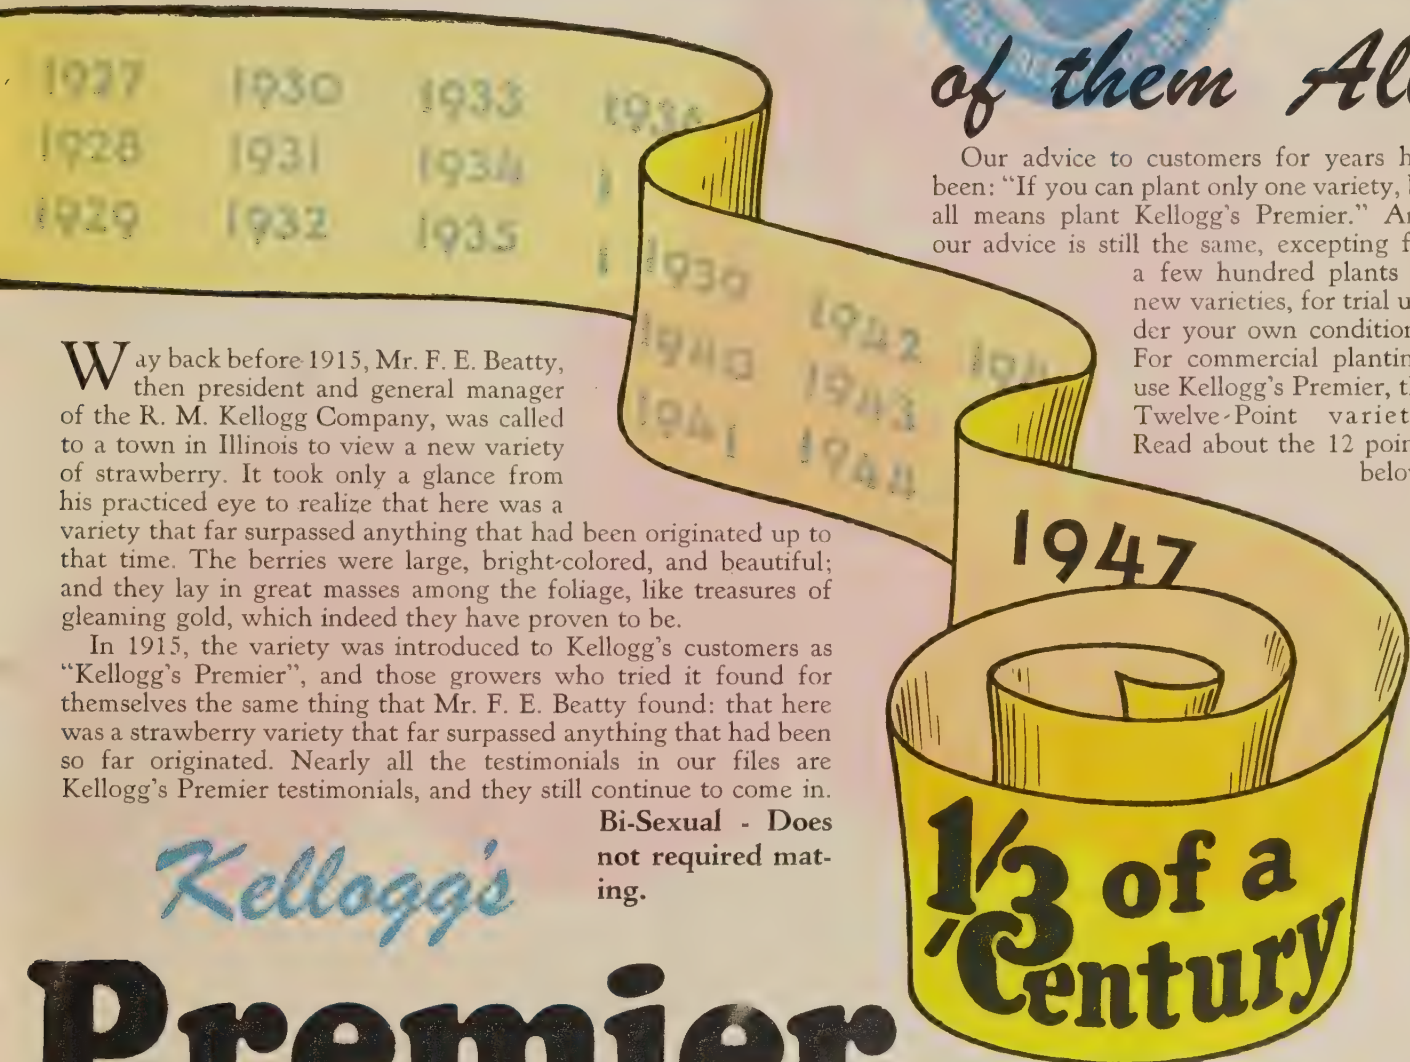 1927 1930 1933 1936
1928 1931 1934
1929 1932 1935
1939 1942
1940 1943
1941 1944
1947
1/3 of a
Century
of them
Our advice to customers for years
been: “If you can plant only one variety,
all means plant Kellogg's Premier.”
our advice is still the same, excepting
a few hundred plants
new varieties, for trial
der your own
For commercial
use Kellogg's Premier,
Twelve-Point
Read about the 12
Way back before 1915, Mr. F. E. Beatty,
then president and general manager
of the R. M. Kellogg Company, was called
to a town in Illinois to view a new variety
of strawberry. It took only a glance from
his practiced eye to realize that here was a
variety that far surpassed anything that had been originated up to
that time. The berries were large, bright-colored, and beautiful;
and they lay in great masses among the foliage, like treasures of
gleaming gold, which indeed they have proven to be.
In 1915, the variety was introduced to Kellogg's customers as
“Kellogg's Premier”, and those growers who tried it found for
themselves the same thing that Mr. F. E. Beatty found: that here
was a strawberry variety that far surpassed anything that had been
so far originated. Nearly all the testimonials in our files are
Kellogg's Premier testimonials, and they still continue to come in.
Bi-Sexual - Does
not required mat-
ing.
Kellogg's
Premier